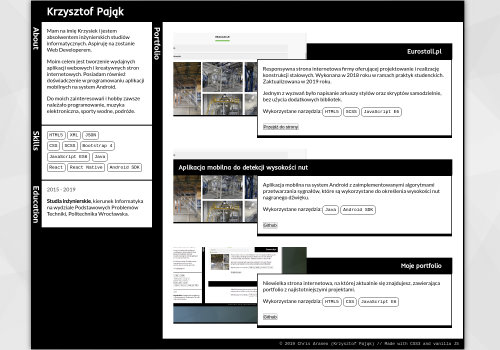 Krzysztof Pająk
About
Mam na imię Krzysiek i jestem
absolwentem inżynierskich studiów
informatycznych. Aspiruję na zostanie
Web Developerem.
Moim celem jest tworzenie wydajnych
aplikacji webowych i kreatywnych stron
internetowych. Posiadam również
doświadczenie w programowaniu aplikacji
mobilnych na system Android.
Do moich zainteresowań i hobby zawsze
należało programowanie, muzyka
elektroniczna, sporty wodne, podróże.
Skills
HTML5 XML JSON
CSS SCSS Bootstrap 4
JavaScript ES6 Java
React React Native Android SDK
Education
2015 - 2019
Studia inżynierskie, kierunek Informatyka
na wydziale Podstawowych Problemów
Techniki, Politechnika Wrocławska.
Portfolio
Eurostall.pl
Responsywna strona internetowa firmy oferującej projektowanie i realizację
konstrukcji stalowych. Wykonana w 2018 roku w ramach praktyk studenckich.
Zaktualizowana w 2019 roku.
Jednym z wyzwań było napisanie arkuszy stylów oraz skryptów samodzielnie,
bez użycia dodatkowych bibliotek.
Wykorzystane narzędzia: HTML5 SCSS JavaScript ES6
Przejdź do strony
Aplikacja mobilna do detekcji wysokości nut
Aplikacja mobilna na system Android z zaimplementowanymi algorytmami
przetwarzania sygnałów, które są wykorzystane do określenia wysokości nut
nagranego dźwięku.
Wykorzystane narzędzia: Java Android SDK
Github
Moje portfolio
Niewielka strona internetowa, na której aktualnie się znajdujesz, zawierająca
portfolio z najistotniejszymi projektami.
Wykorzystane narzędzia: HTML5 CSS JavaScript ES6
Github
© 2019 Chris Aranen (Krzysztof Pająk) // Made with CSS3 and vanilla JS